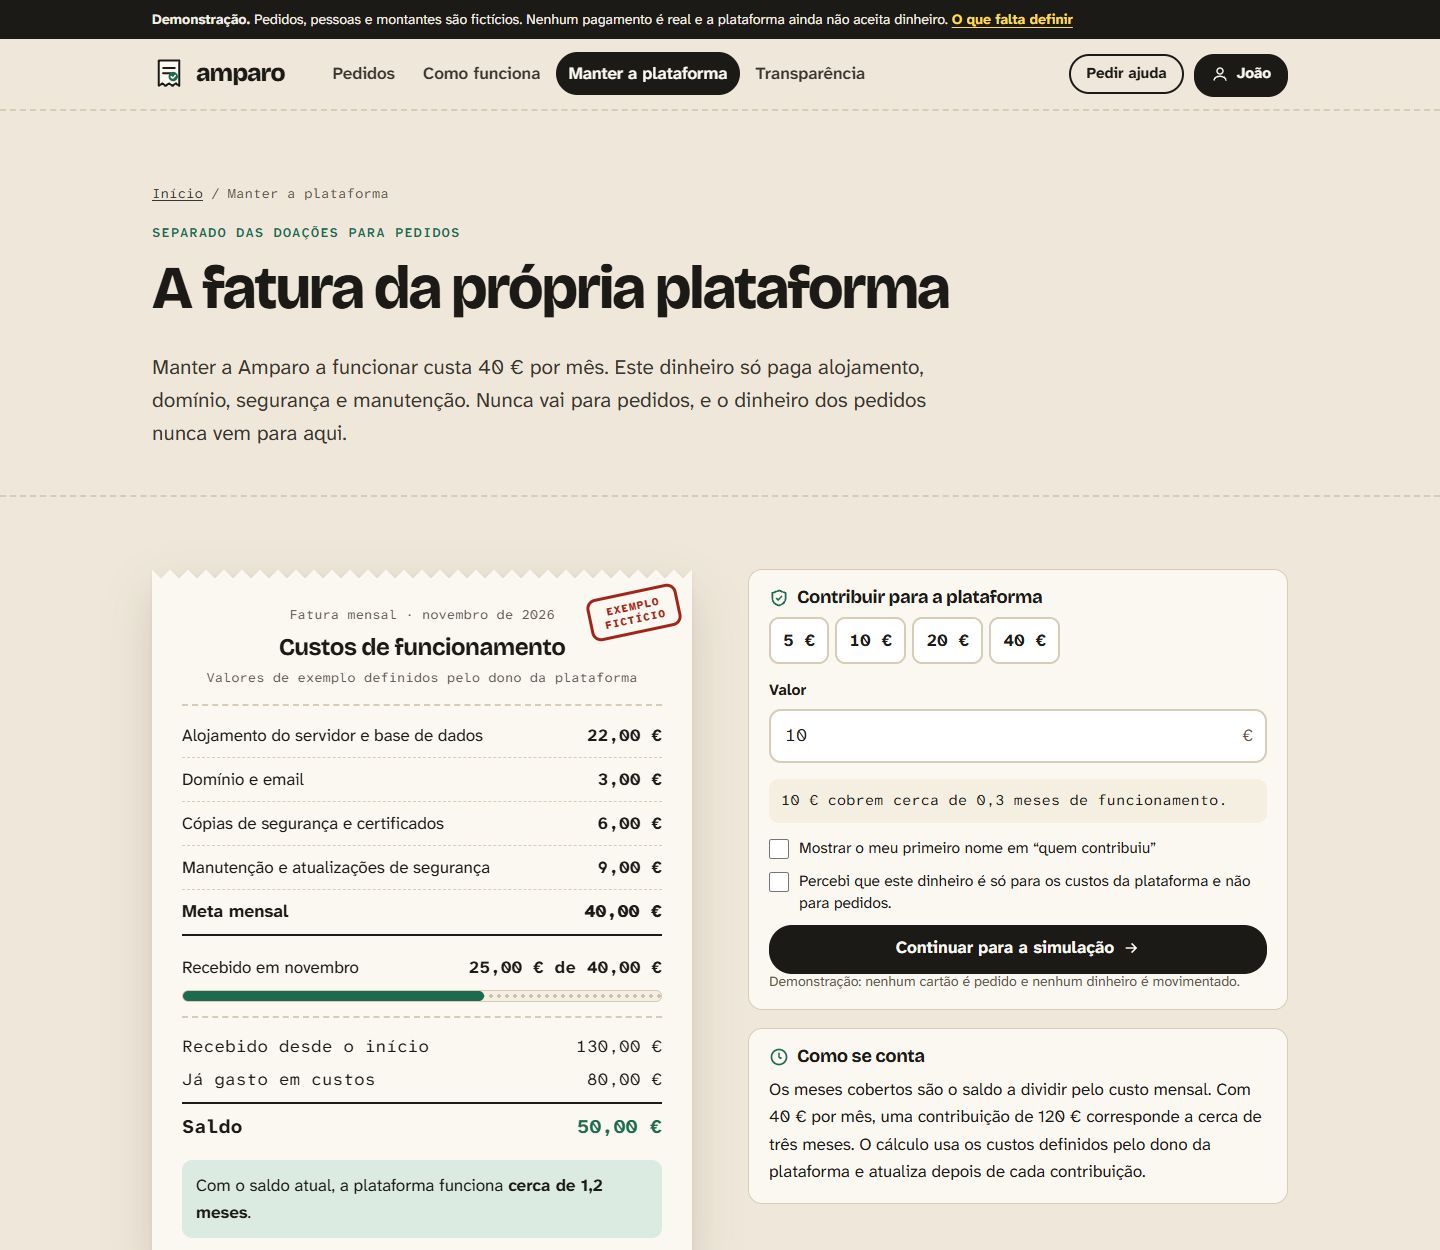 Demonstração. Pedidos, pessoas e montantes são fictícios. Nenhum pagamento é real e a plataforma ainda não aceita dinheiro. O que falta definir
amparo
Pedidos
Como funciona
Manter a plataforma
Transparência
Pedir ajuda
João
Início / Manter a plataforma
SEPARADO DAS DOAÇÕES PARA PEDIDOS
A fatura da própria plataforma
Manter a Amparo a funcionar custa 40 € por mês. Este dinheiro só paga alojamento,
domínio, segurança e manutenção. Nunca vai para pedidos, e o dinheiro dos pedidos
nunca vem para aqui.
Fatura mensal · novembro de 2026
EXEMPLO
FICTÍCIO
Custos de funcionamento
Valores de exemplo definidos pelo dono da plataforma
Alojamento do servidor e base de dados 22,00 €
Domínio e email 3,00 €
Cópias de segurança e certificados 6,00 €
Manutenção e atualizações de segurança 9,00 €
Meta mensal 40,00 €
Recebido em novembro 25,00 € de 40,00 €
Recebido desde o início 130,00 €
Já gasto em custos 80,00 €
Saldo 50,00 €
Com o saldo atual, a plataforma funciona cerca de 1,2
meses.
Contribuir para a plataforma
5 €
10 €
20 €
40 €
Valor
10 €
10 € cobrem cerca de 0,3 meses de funcionamento.
Mostrar o meu primeiro nome em “quem contribuiu”
Percebi que este dinheiro é só para os custos da plataforma e não
para pedidos.
Continuar para a simulação →
Demonstração: nenhum cartão é pedido e nenhum dinheiro é movimentado.
Como se conta
Os meses cobertos são o saldo a dividir pelo custo mensal. Com
40 € por mês, uma contribuição de 120 € corresponde a cerca de
três meses. O cálculo usa os custos definidos pelo dono da
plataforma e atualiza depois de cada contribuição.